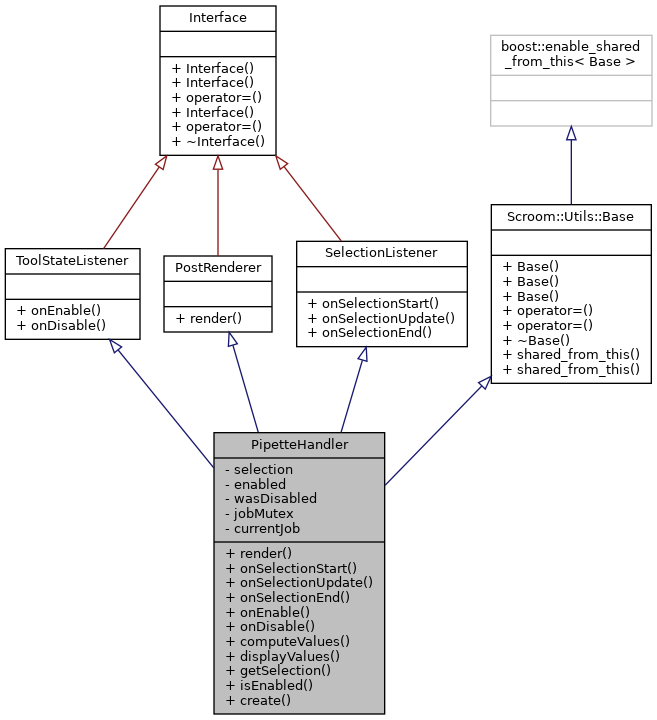 Interface
+ Interface()
+ Interface()
+ operator=()
+ Interface()
+ operator=()
+ ~Interface()
boost::enable_shared
_from_this< Base >
ToolStateListener
+ onEnable()
+ onDisable()
PostRenderer
+ render()
SelectionListener
+ onSelectionStart()
+ onSelectionUpdate()
+ onSelectionEnd()
Scroom::Utils::Base
+ Base()
+ Base()
+ Base()
+ operator=()
+ operator=()
+ ~Base()
+ shared_from_this()
+ shared_from_this()
PipetteHandler
- selection
- enabled
- wasDisabled
- jobMutex
- currentJob
+ render()
+ onSelectionStart()
+ onSelectionUpdate()
+ onSelectionEnd()
+ onEnable()
+ onDisable()
+ computeValues()
+ displayValues()
+ getSelection()
+ isEnabled()
+ create()